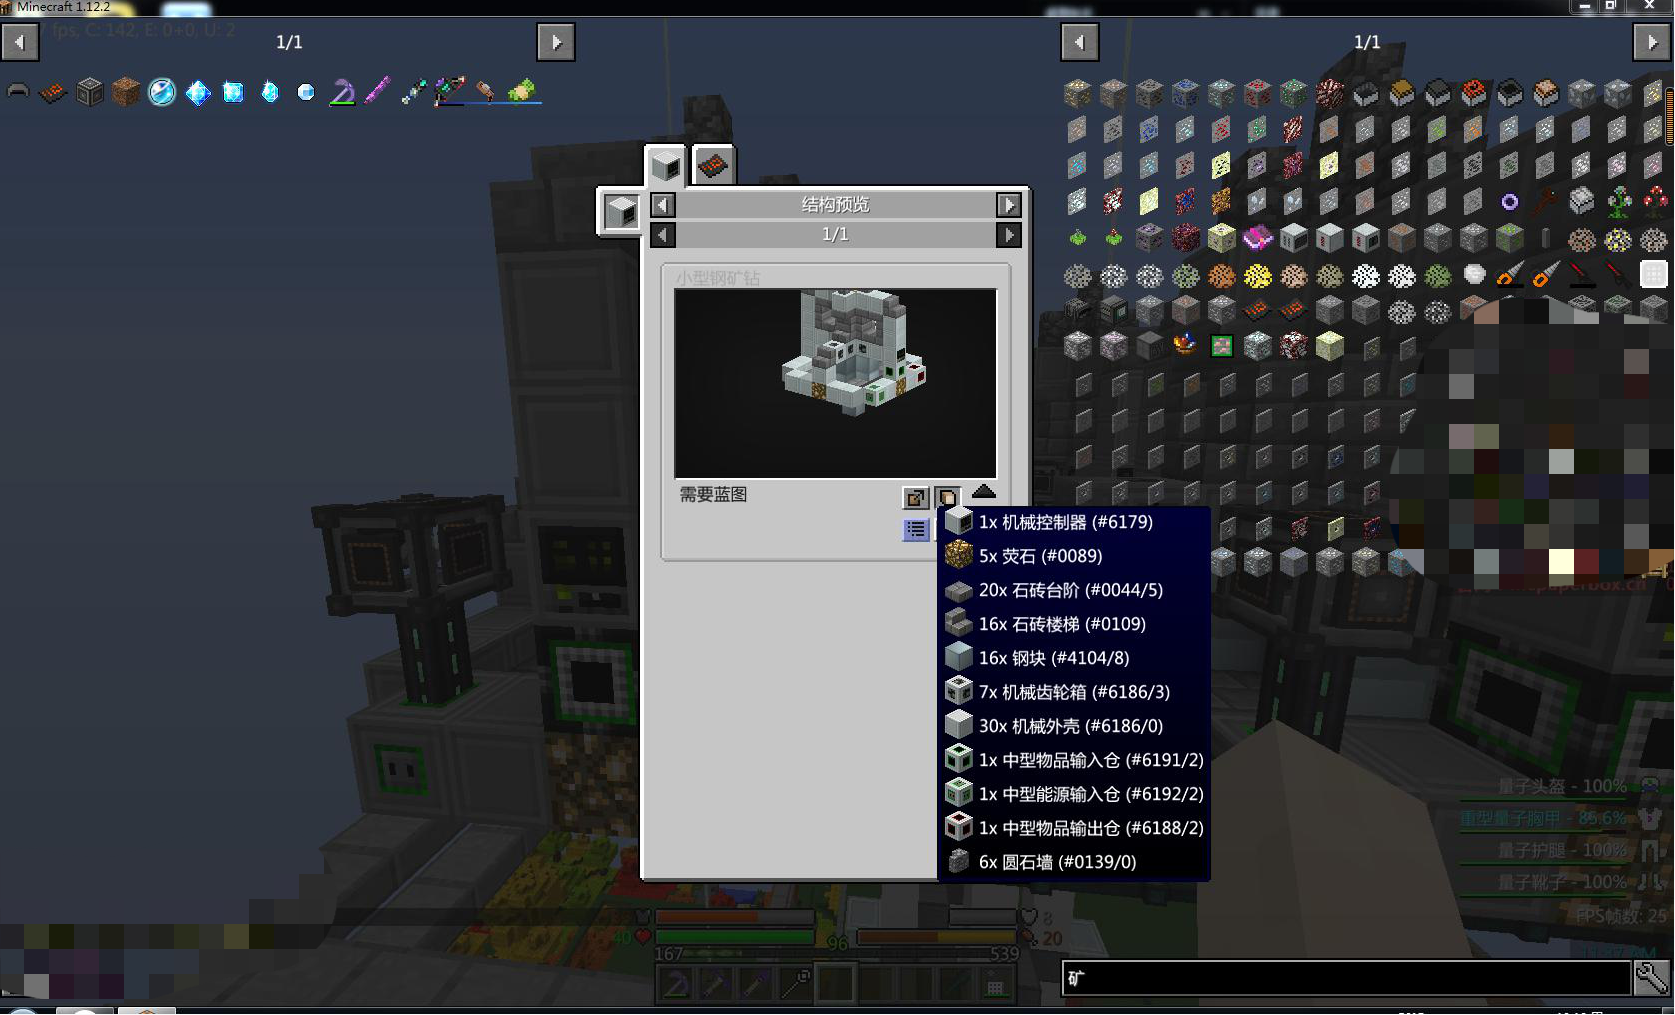 Minecraft 1.12.2
7 fps, C: 142, E: 0+0, U: 2
1/1
1/1
结构预览
1/1
小型钢矿钻
需要蓝图
1x 机械控制器 (#6179)
5x 荧石 (#0089)
20x 石砖台阶 (#0044/5)
16x 石砖楼梯 (#0109)
16x 钢块 (#4104/8)
7x 机械齿轮箱 (#6186/3)
30x 机械外壳 (#6186/0)
1x 中型物品输入仓 (#6191/2)
1x 中型能源输入仓 (#6192/2)
1x 中型物品输出仓 (#6188/2)
6x 圆石墙 (#0139/0)
量子头盔 - 100%
重型量子胸甲 - 85.6%
量子护腿 - 100%
量子靴子 - 100%
FPS帧数: 25
8
40
96
20
167
539
矿